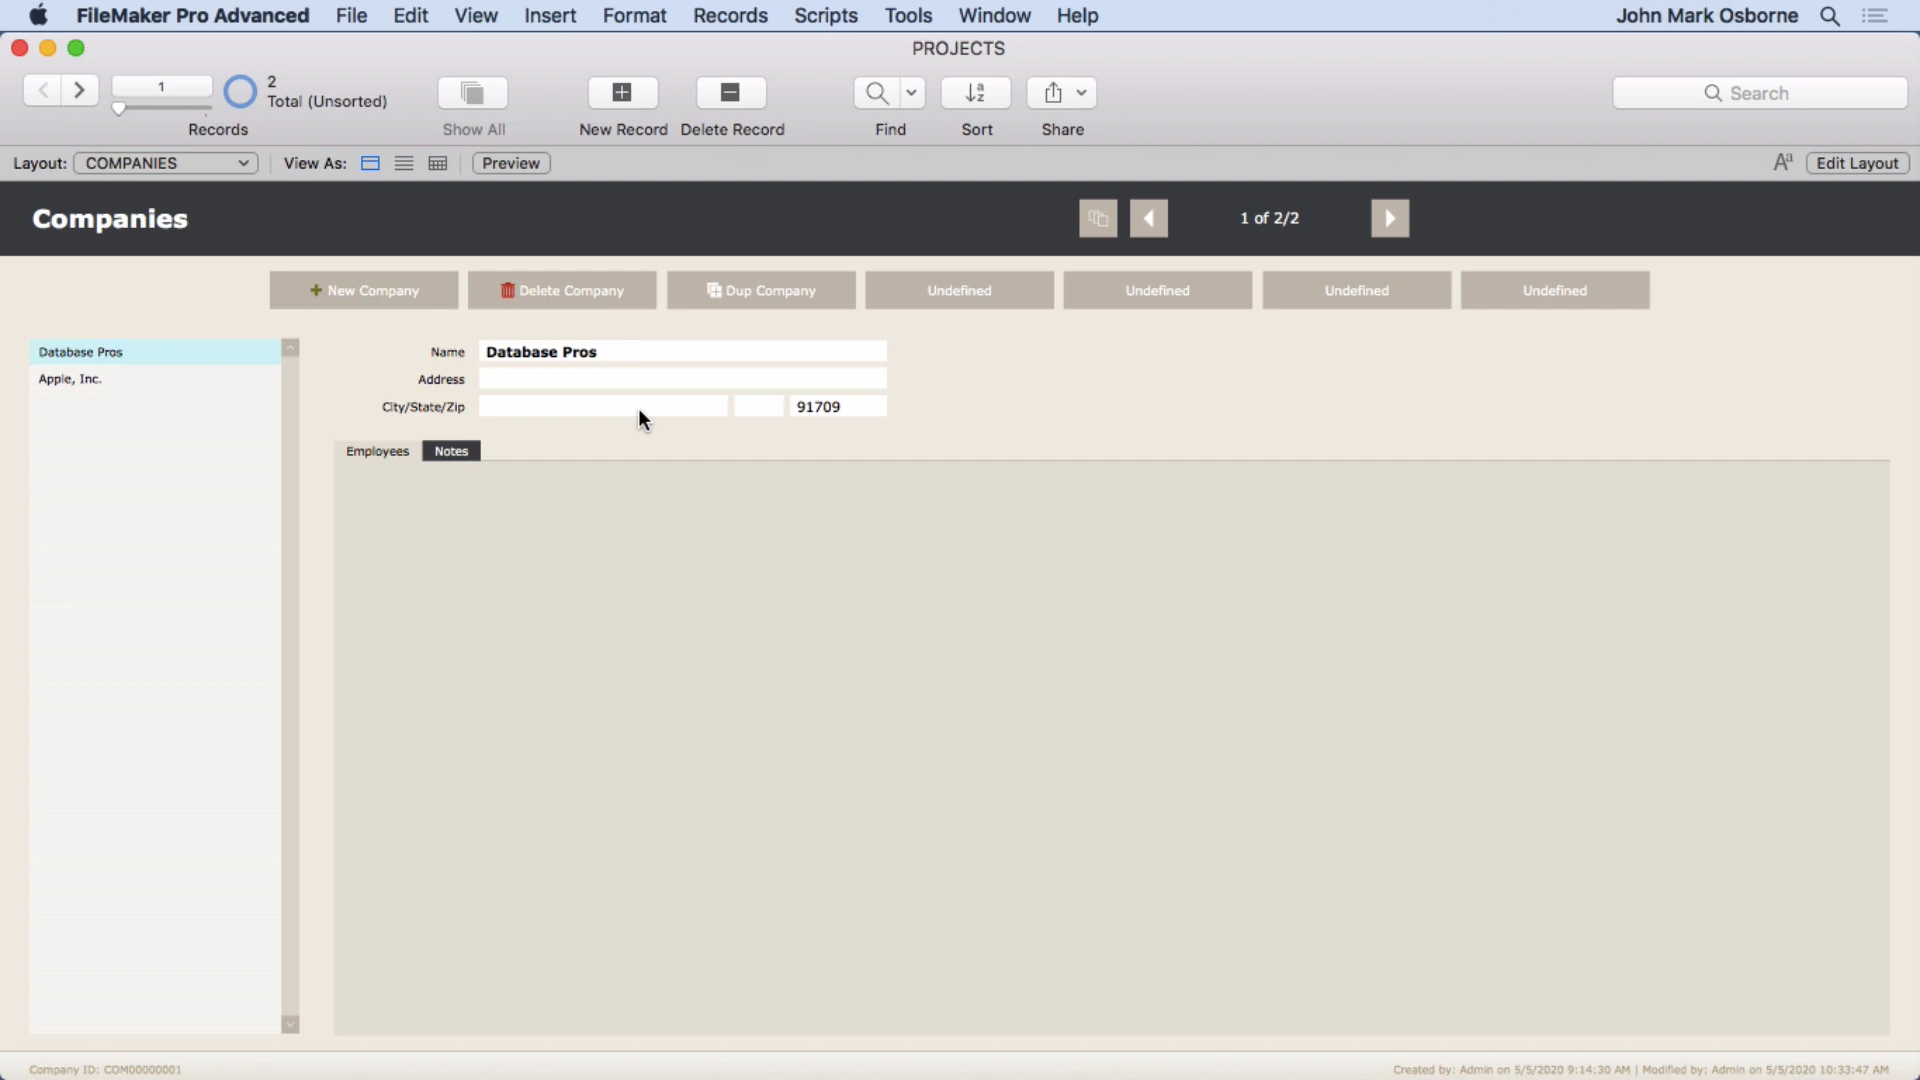 FileMaker Pro Advanced File Edit View Insert Format Records Scripts Tools Window Help John Mark Osborne
PROJECTS
1
2
Total (Unsorted)
Search
Records Show All New Record Delete Record Find Sort Share
Layout: COMPANIES View As: Preview Aa Edit Layout
Companies
1 of 2/2
New Company Delete Company Dup Company Undefined Undefined Undefined Undefined
Database Pros
Apple, Inc.
Name Database Pros
Address
City/State/Zip 91709
Employees Notes
Company ID: COM00000001
Created by: Admin on 5/5/2020 9:14:30 AM | Modified by: Admin on 5/5/2020 10:33:47 AM